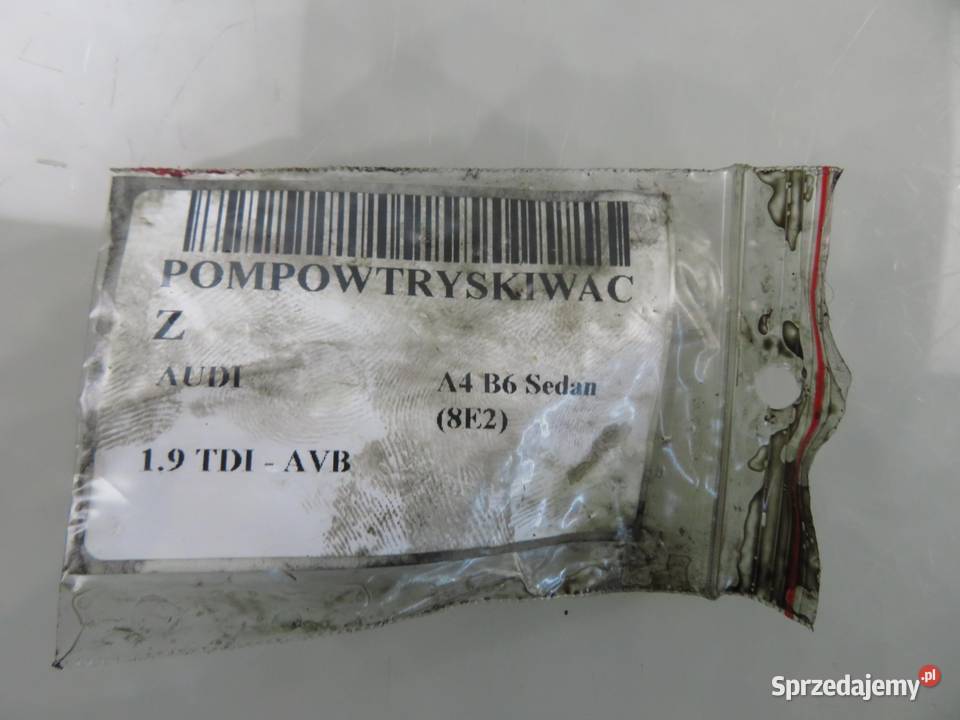 POMPOWTRYSKIWAC
Z
AUDI A4 B6 Sedan
(8E2)
1.9 TDI - AVB
Sprzedajemy.pl